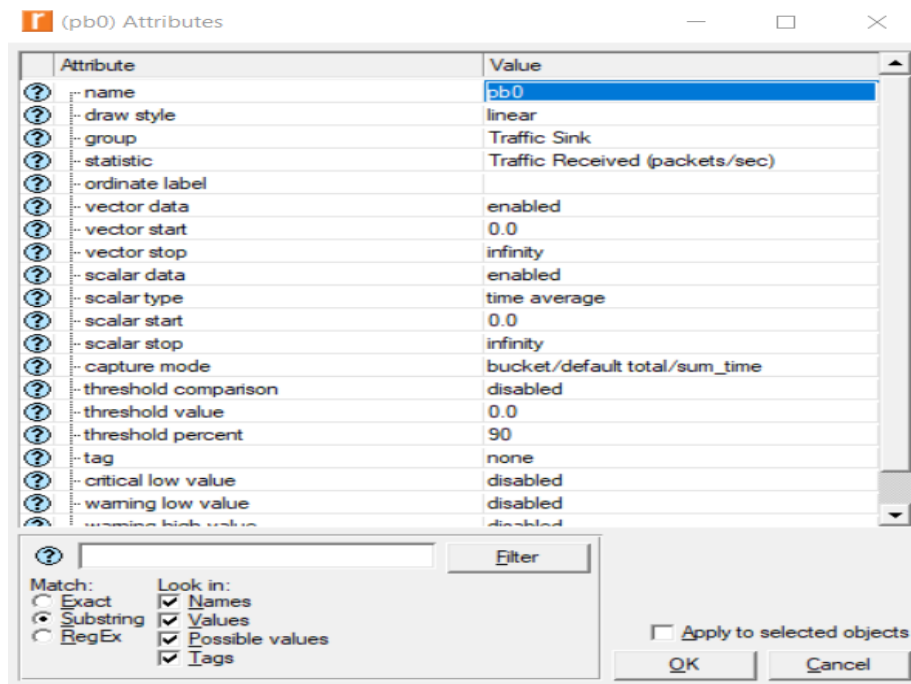 (pb0) Attributes
Attribute Value
name pb0
draw style linear
group Traffic Sink
statistic Traffic Received (packets/sec)
ordinate label
vector data enabled
vector start 0.0
vector stop infinity
scalar data enabled
scalar type time average
scalar start 0.0
scalar stop infinity
capture mode bucket/default total/sum_time
threshold comparison disabled
threshold value 0.0
threshold percent 90
tag none
critical low value disabled
warning low value disabled
warning high value disabled
Filter
Match: Look in:
Exact Names
Substring Values
RegEx Possible values
Tags
Apply to selected objects
OK Cancel